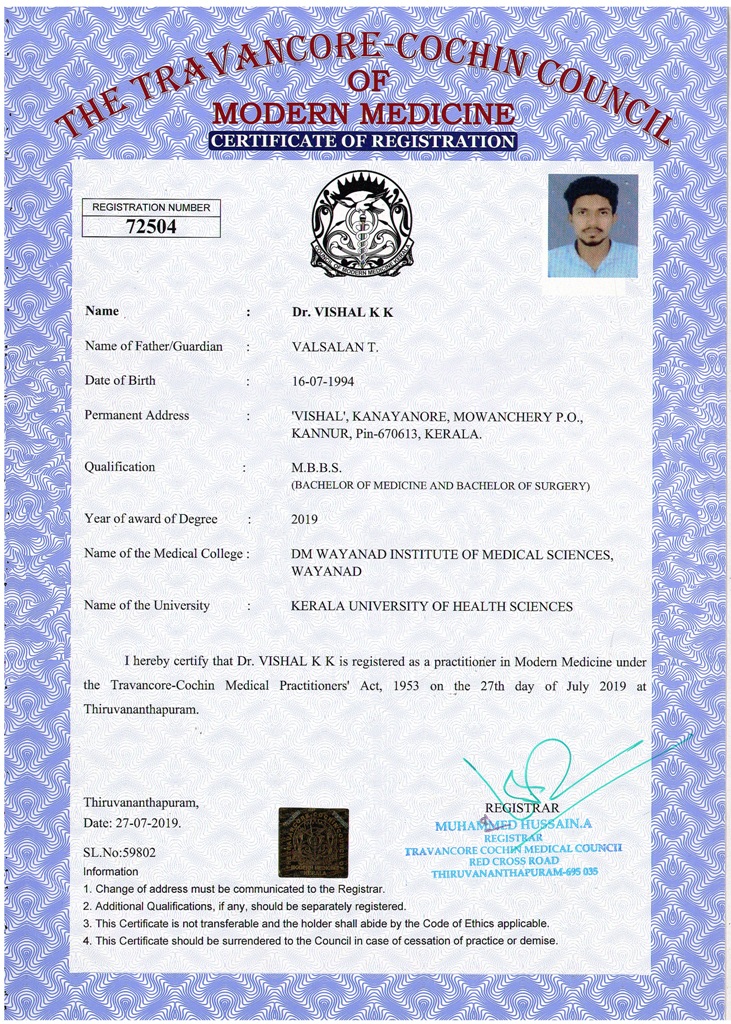 THE TRAVANCORE-COCHIN COUNCIL
OF
MODERN MEDICINE
CERTIFICATE OF REGISTRATION
REGISTRATION NUMBER
72504
COUNCIL OF MODERN MEDICINE KERALA
Name : Dr. VISHAL K K
Name of Father/Guardian : VALSALAN T.
Date of Birth : 16-07-1994
Permanent Address : 'VISHAL', KANAYANORE, MOWANCHERY P.O.,
KANNUR, Pin-670613, KERALA.
Qualification : M.B.B.S.
(BACHELOR OF MEDICINE AND BACHELOR OF SURGERY)
Year of award of Degree : 2019
Name of the Medical College : DM WAYANAD INSTITUTE OF MEDICAL SCIENCES,
WAYANAD
Name of the University : KERALA UNIVERSITY OF HEALTH SCIENCES
I hereby certify that Dr. VISHAL K K is registered as a practitioner in Modern Medicine under
the Travancore-Cochin Medical Practitioners' Act, 1953 on the 27th day of July 2019 at
Thiruvananthapuram.
Thiruvananthapuram,
Date: 27-07-2019.
REGISTRAR
MUHAMMED HUSSAIN.A
REGISTRAR
TRAVANCORE COCHIN MEDICAL COUNCIL
RED CROSS ROAD
THIRUVANANTHAPURAM-695 035
MODERN MEDICINE
KERALA
SL.No:59802
Information
1. Change of address must be communicated to the Registrar.
2. Additional Qualifications, if any, should be separately registered.
3. This Certificate is not transferable and the holder shall abide by the Code of Ethics applicable.
4. This Certificate should be surrendered to the Council in case of cessation of practice or demise.